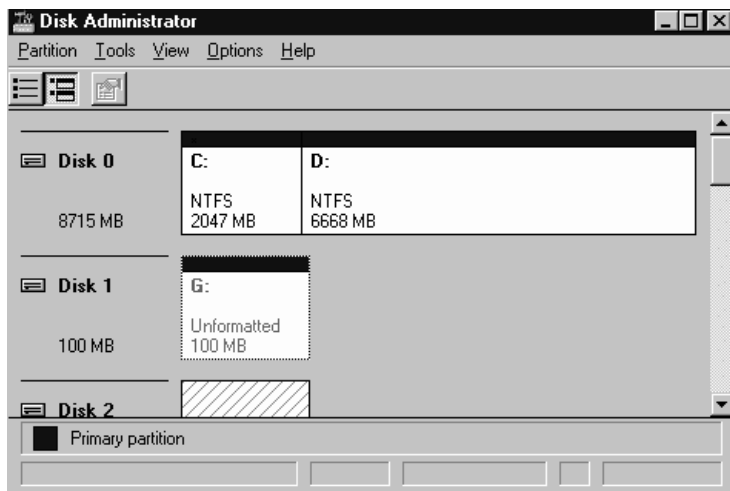 Disk Administrator
Partition Tools View Options Help
Disk 0
8715 MB
C:
NTFS
2047 MB
D:
NTFS
6668 MB
Disk 1
100 MB
G:
Unformatted
100 MB
Disk 2
Primary partition